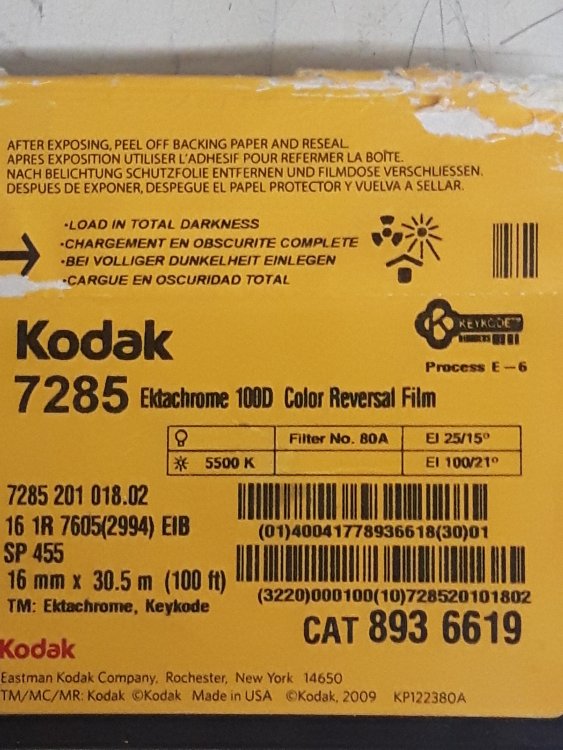 AFTER EXPOSING, PEEL OFF BACKING PAPER AND RESEAL.
APRES EXPOSITION UTILISER L'ADHESIF POUR REFERMER LA BOÎTE.
NACH BELICHTUNG SCHUTZFOLIE ENTFERNEN UND FILMDOSE VERSCHLIESSEN.
DESPUES DE EXPONER, DESPEGUE EL PAPEL PROTECTOR Y VUELVA A SELLAR.
•LOAD IN TOTAL DARKNESS
•CHARGEMENT EN OBSCURITE COMPLETE
•BEI VOLLIGER DUNKELHEIT EINLEGEN
•CARGUE EN OSCURIDAD TOTAL
Kodak
K KEYKODE™
NUMBERS
Process E-6
7285 Ektachrome 100D Color Reversal Film
Filter No. 80A EI 25/15°
5500 K EI 100/21°
7285 201 018.02
16 1R 7605(2994) EIB
SP 455
16 mm x 30.5 m (100 ft)
TM: Ektachrome, Keykode
(01)40041778936618(30)01
(3220)000100(10)728520101802
CAT 893 6619
Kodak
Eastman Kodak Company, Rochester, New York 14650
TM/MC/MR: Kodak ©Kodak Made in USA ©Kodak, 2009 KP122380A